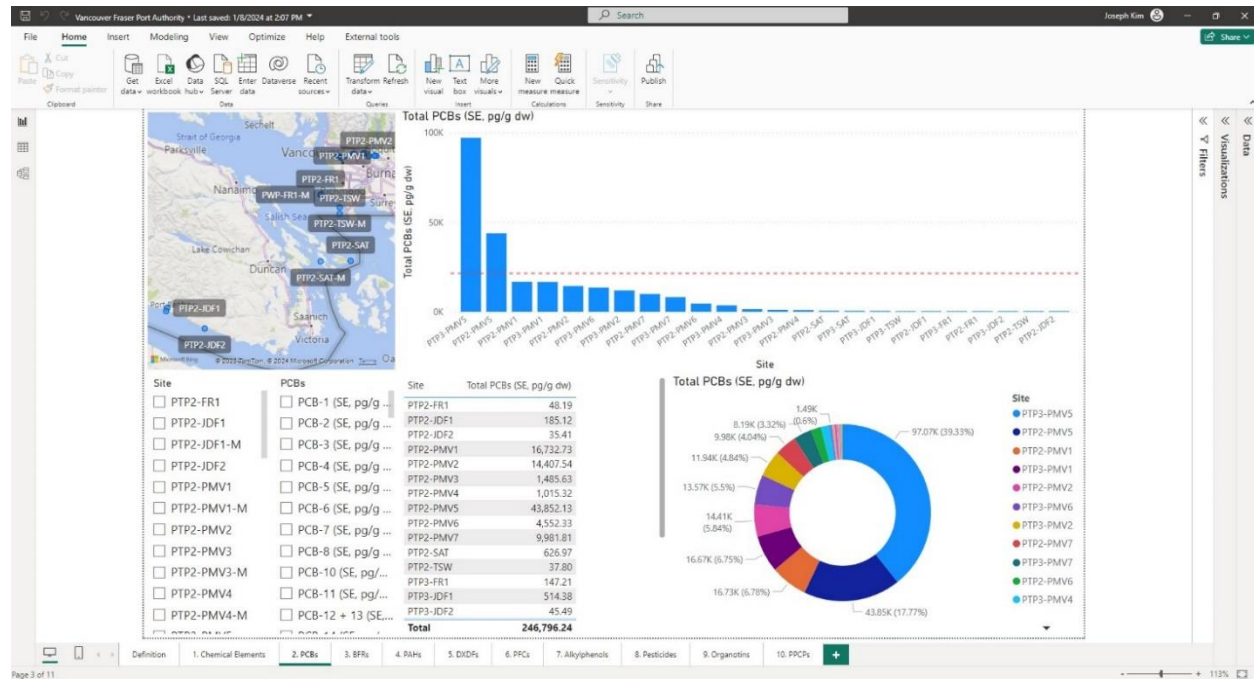 Vancouver Fraser Port Authority • Last saved: 1/8/2024 at 2:07 PM
Search
Joseph Kim
File Home Insert Modeling View Optimize Help External tools
Share
Paste
Cut
Copy
Format painter
Get data
Excel workbook
Data hub
SQL Server
Enter data
Dataverse
Recent sources
Transform data
Refresh
New visual
Text box
More visuals
New measure
Quick measure
Sensitivity
Publish
Clipboard
Data
Queries
Insert
Calculations
Sensitivity
Share
Sechelt
Strait of Georgia
Parksville
PTP2-PMV2
PTP2-PMV1
PTP2-FR1
Nanaimo
PWP-FR1-M
PTP2-TSW
Salish Sea
PTP2-TSW-M
Lake Cowichan
PTP2-SAT
Duncan
PTP2-SAT-M
PTP2-JDF1
Saanich
Victoria
PTP2-JDF2
Total PCBs (SE, pg/g dw)
Total PCBs (SE, pg/g dw)
100K
50K
0K
PTP3-PMV5
PTP2-PMV5
PTP2-PMV1
PTP3-PMV1
PTP2-PMV2
PTP3-PMV6
PTP3-PMV2
PTP2-PMV7
PTP3-PMV7
PTP2-PMV6
PTP3-PMV4
PTP2-PMV3
PTP3-PMV3
PTP2-PMV4
PTP2-SAT
PTP3-SAT
PTP3-JDF1
PTP3-TSW
PTP2-JDF1
PTP3-FR1
PTP2-FR1
PTP3-JDF2
PTP2-TSW
PTP2-JDF2
Site
Filters
Visualizations
Data
Site
PTP2-FR1
PTP2-JDF1
PTP2-JDF1-M
PTP2-JDF2
PTP2-PMV1
PTP2-PMV1-M
PTP2-PMV2
PTP2-PMV3
PTP2-PMV3-M
PTP2-PMV4
PTP2-PMV4-M
PCBs
PCB-1 (SE, pg/g ...
PCB-2 (SE, pg/g ...
PCB-3 (SE, pg/g ...
PCB-4 (SE, pg/g ...
PCB-5 (SE, pg/g ...
PCB-6 (SE, pg/g ...
PCB-7 (SE, pg/g ...
PCB-8 (SE, pg/g ...
PCB-10 (SE, pg/...
PCB-11 (SE, pg/...
PCB-12 + 13 (SE,...
Site Total PCBs (SE, pg/g dw)
PTP2-FR1 48.19
PTP2-JDF1 185.12
PTP2-JDF2 35.41
PTP2-PMV1 16,732.73
PTP2-PMV2 14,407.54
PTP2-PMV3 1,485.63
PTP2-PMV4 1,015.32
PTP2-PMV5 43,852.13
PTP2-PMV6 4,552.33
PTP2-PMV7 9,981.81
PTP2-SAT 626.97
PTP2-TSW 37.80
PTP3-FR1 147.21
PTP3-JDF1 514.38
PTP3-JDF2 45.49
Total 246,796.24
Total PCBs (SE, pg/g dw)
1.49K
(0.6%)
8.19K (3.32%)
9.98K (4.04%)
11.94K (4.84%)
13.57K (5.5%)
14.41K
(5.84%)
16.67K (6.75%)
16.73K (6.78%)
43.85K (17.77%)
97.07K (39.33%)
Site
PTP3-PMV5
PTP2-PMV5
PTP2-PMV1
PTP3-PMV1
PTP2-PMV2
PTP3-PMV6
PTP3-PMV2
PTP2-PMV7
PTP3-PMV7
PTP2-PMV6
PTP3-PMV4
Definition 1. Chemical Elements 2. PCBs 3. BFRs 4. PAHs 5. DXDFs 6. PFCs 7. Alkylphenols 8. Pesticides 9. Organotins 10. PPCPs
Page 3 of 11
113%